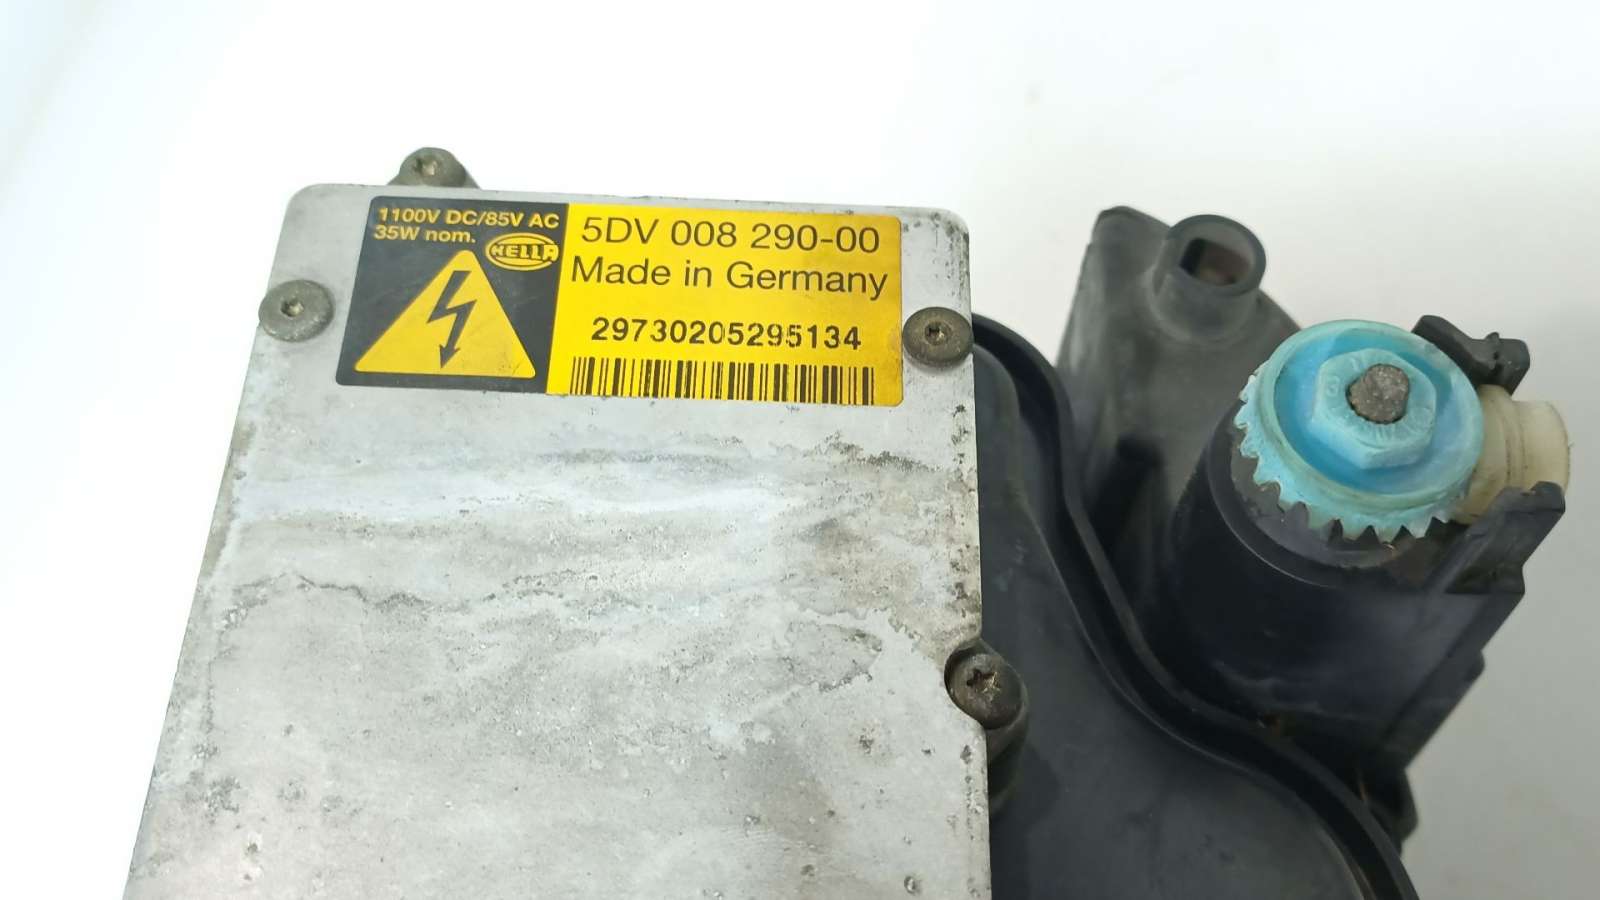 1100V DC/85V AC
35W nom.
HELLA
5DV 008 290-00
Made in Germany
29730205295134